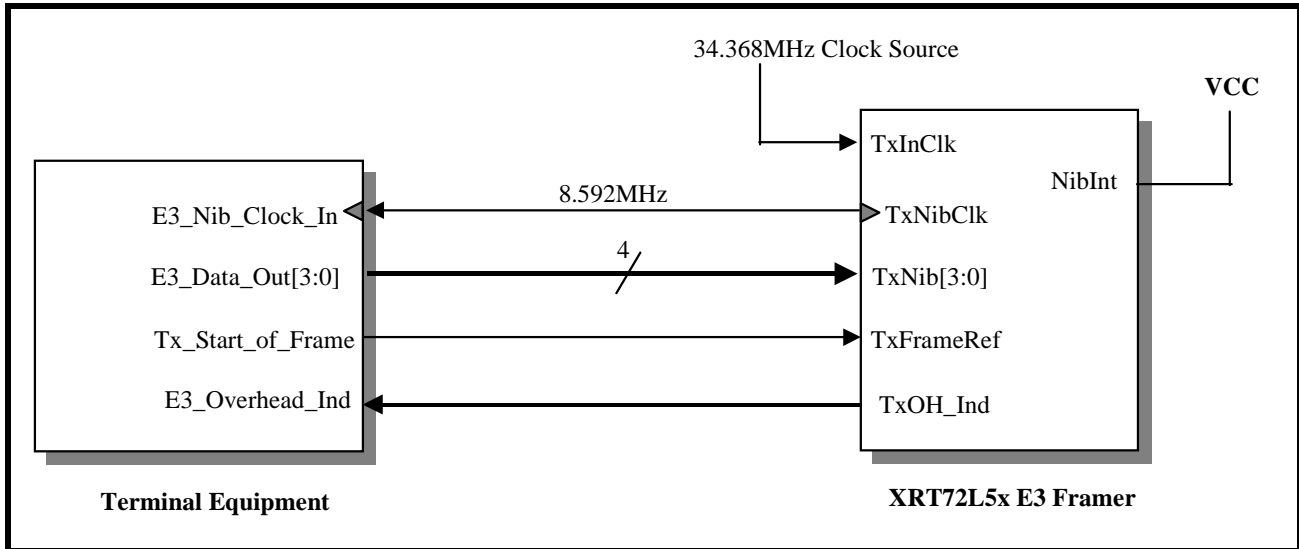 34.368MHz Clock Source
VCC
TxInClk
NibInt
8.592MHz
E3_Nib_Clock_In
TxNibClk
4
E3_Data_Out[3:0]
TxNib[3:0]
Tx_Start_of_Frame
TxFrameRef
E3_Overhead_Ind
TxOH_Ind
Terminal Equipment
XRT72L5x E3 Framer